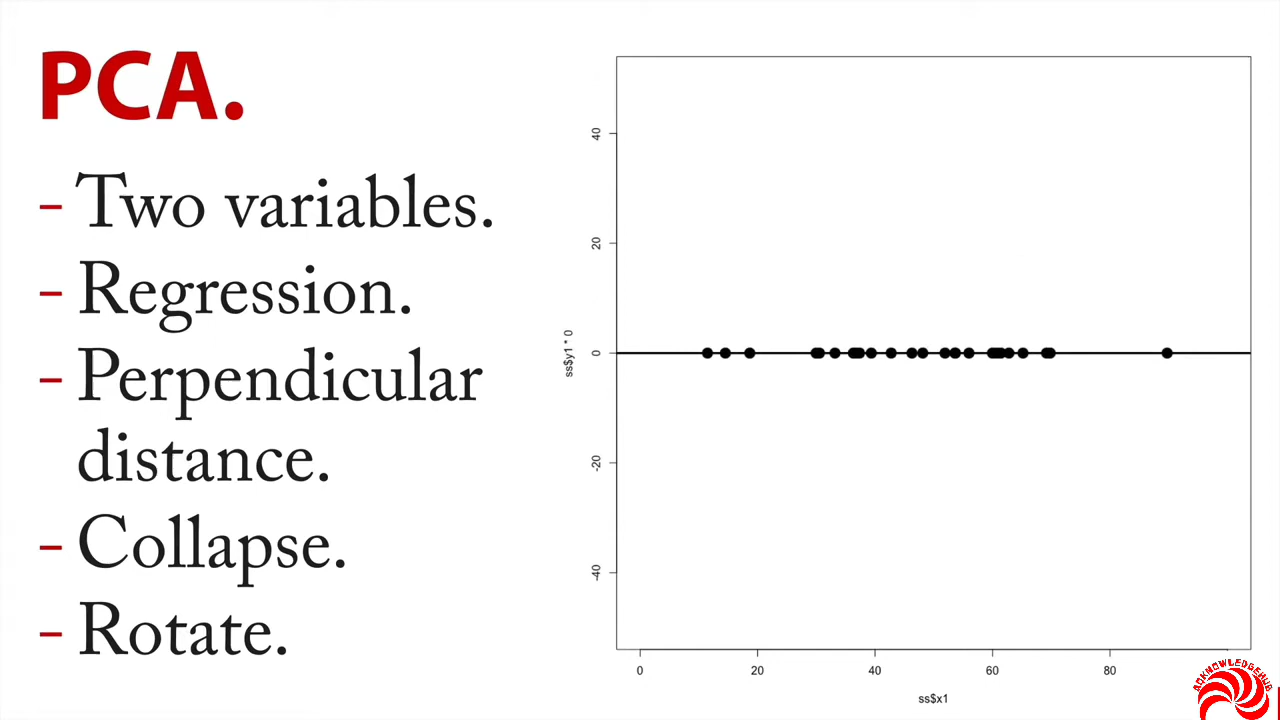 PCA.
– Two variables.
– Regression.
– Perpendicular
distance.
– Collapse.
– Rotate.
40
20
0
-20
-40
ss$y1 * 0
0
20
40
60
80
ss$x1
ACKNOWLEDGEHUB